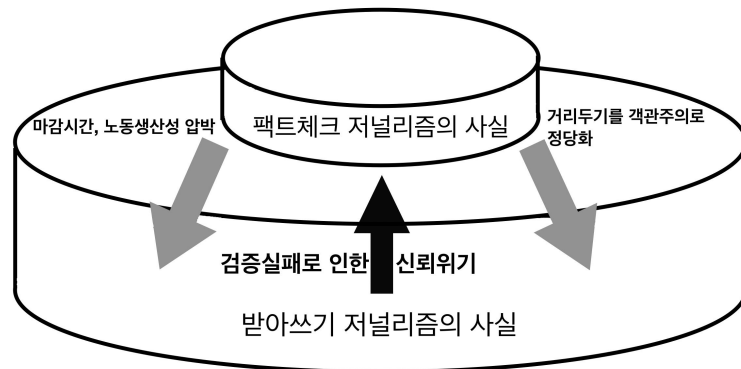 마감시간, 노동생산성 압박
팩트체크 저널리즘의 사실
거리두기를 객관주의로
정당화
검증실패로 인한 신뢰위기
받아쓰기 저널리즘의 사실